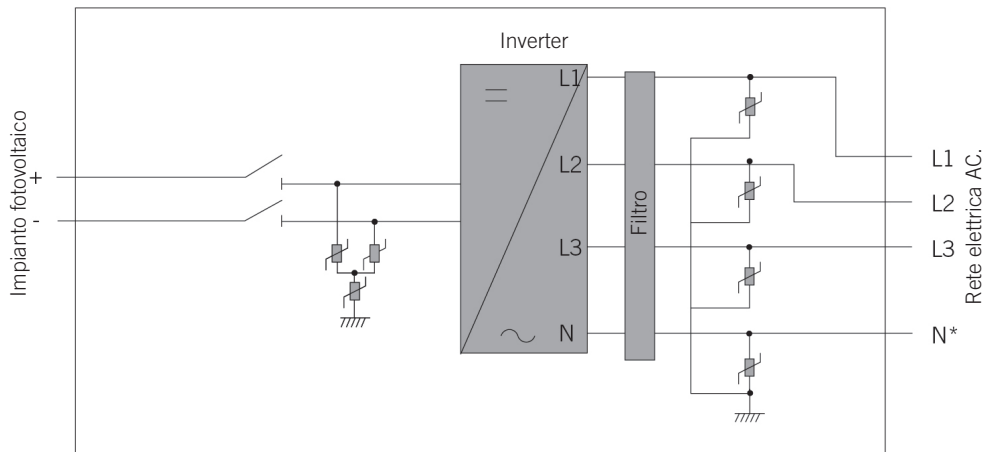 Inverter
Impianto fotovoltaico
+
-
L1
L2
L3
N
Filtro
L1
L2
L3
N*
Rete elettrica AC.